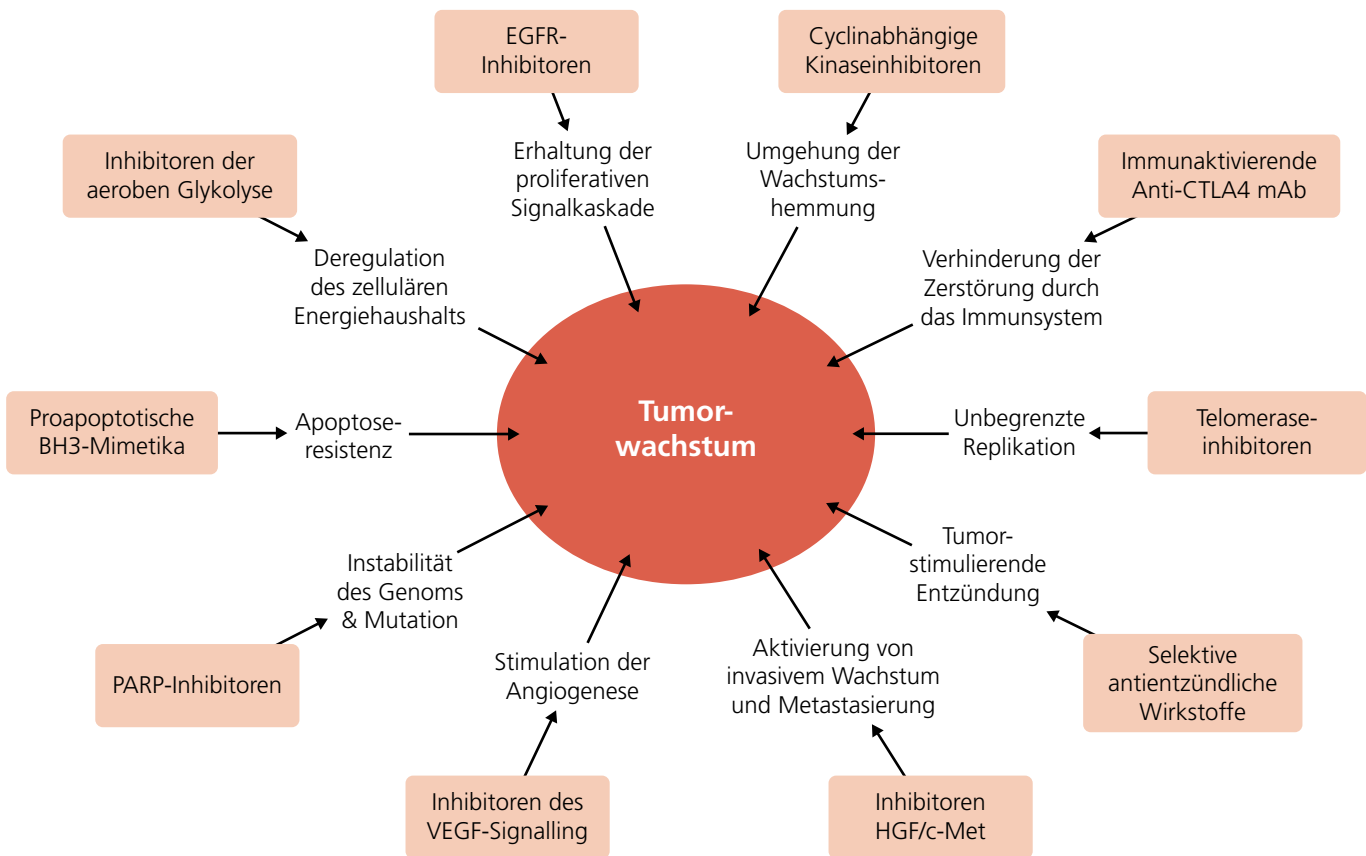 EGFR-
Inhibitoren
Cyclinabhängige
Kinaseinhibitoren
Inhibitoren der
aeroben Glykolyse
Erhaltung der
proliferativen
Signalkaskade
Umgehung der
Wachstums-
hemmung
Immunaktivierende
Anti-CTLA4 mAb
Deregulation
des zellulären
Energiehaushalts
Verhinderung der
Zerstörung durch
das Immunsystem
Proapoptotische
BH3-Mimetika
Apoptose-
resistenz
Tumor-
wachstum
Unbegrenzte
Replikation
Telomerase-
inhibitoren
Instabilität
des Genoms
& Mutation
Tumor-
stimulierende
Entzündung
PARP-Inhibitoren
Stimulation der
Angiogenese
Aktivierung von
invasivem Wachstum
und Metastasierung
Selektive
antientzündliche
Wirkstoffe
Inhibitoren des
VEGF-Signalling
Inhibitoren
HGF/c-Met